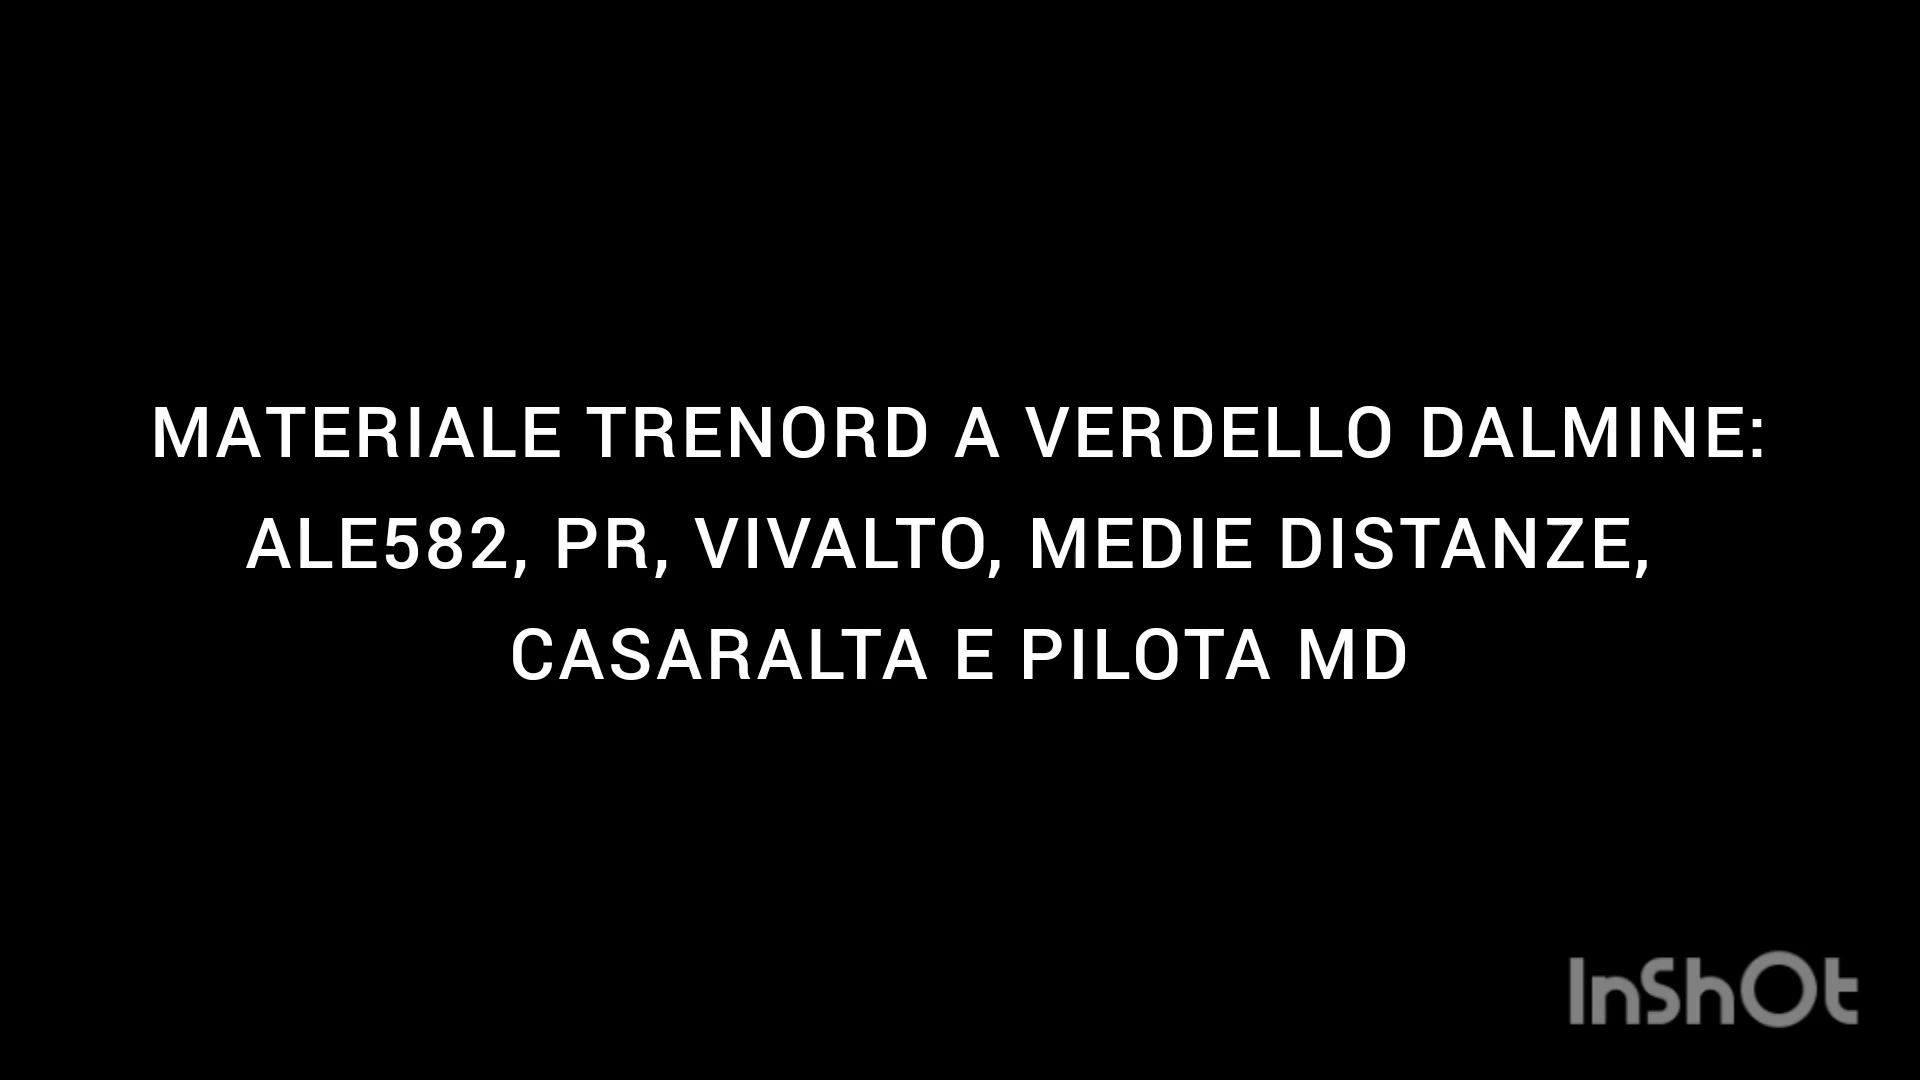 MATERIALE TRENORD A VERDELLO DALMINE:
ALE582, PR, VIVALTO, MEDIE DISTANZE,
CASARALTA E PILOTA MD
InShOt